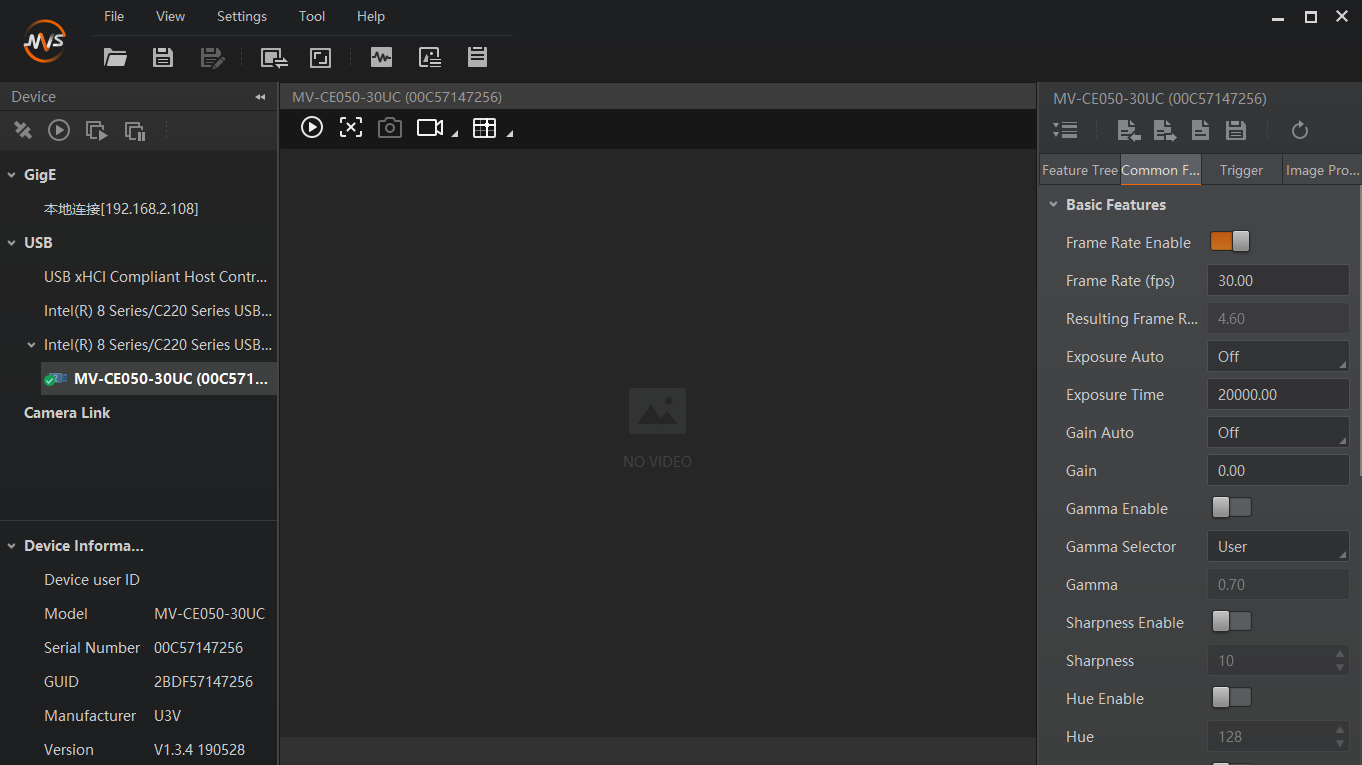 MVS
File View Settings Tool Help
Device
GigE
本地连接[192.168.2.108]
USB
USB xHCI Compliant Host Contr...
Intel(R) 8 Series/C220 Series USB...
Intel(R) 8 Series/C220 Series USB...
MV-CE050-30UC (00C571...
Camera Link
Device Informa...
Device user ID
Model MV-CE050-30UC
Serial Number 00C57147256
GUID 2BDF57147256
Manufacturer U3V
Version V1.3.4 190528
MV-CE050-30UC (00C57147256)
NO VIDEO
MV-CE050-30UC (00C57147256)
Feature Tree Common F... Trigger Image Pro...
Basic Features
Frame Rate Enable
Frame Rate (fps) 30.00
Resulting Frame R... 4.60
Exposure Auto Off
Exposure Time 20000.00
Gain Auto Off
Gain 0.00
Gamma Enable
Gamma Selector User
Gamma 0.70
Sharpness Enable
Sharpness 10
Hue Enable
Hue 128